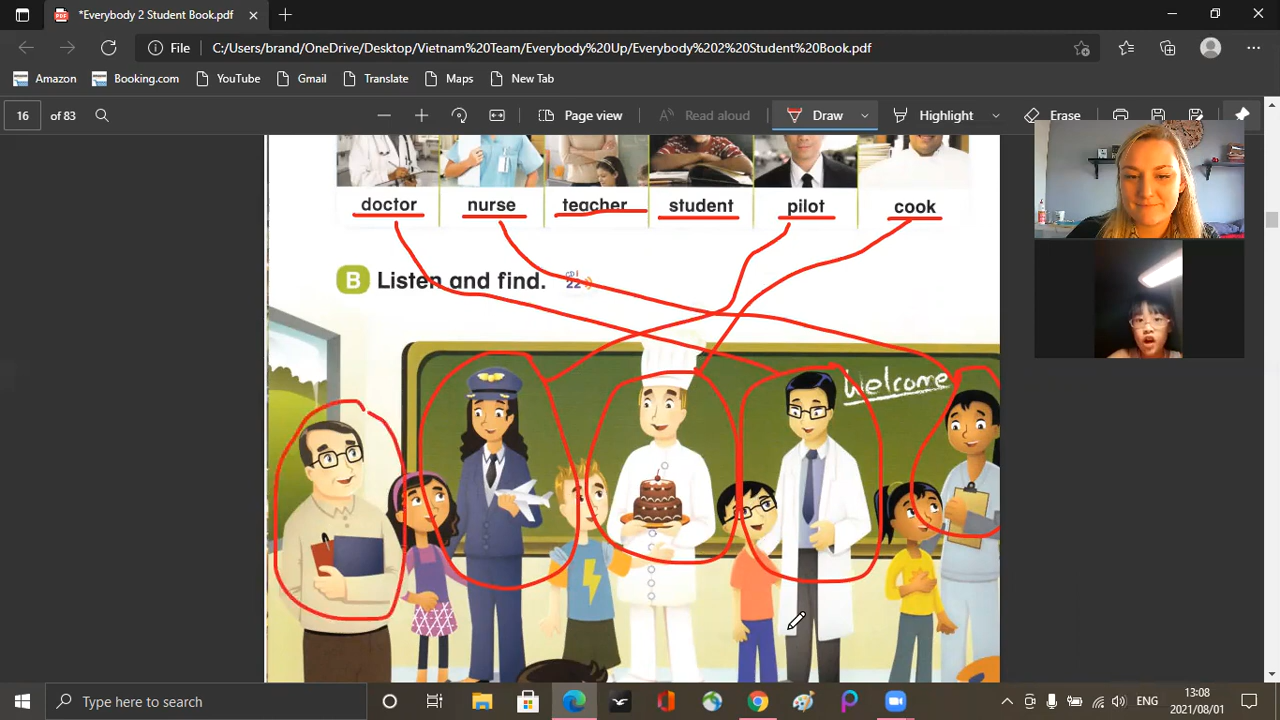 *Everybody 2 Student Book.pdf
File C:/Users/brand/OneDrive/Desktop/Vietnam%20Team/Everybody%20Up/Everybody%202%20Student%20Book.pdf
Amazon Booking.com YouTube Gmail Translate Maps New Tab
16 of 83 Page view Read aloud Draw Highlight Erase
doctor nurse teacher student pilot cook
B Listen and find. CD1
22
Welcome
Type here to search
ENG 13:08
2021/08/01